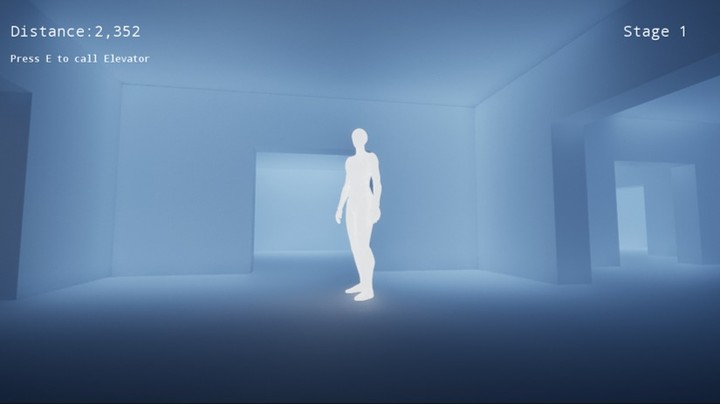 Distance:2,352
Stage 1
Press E to call Elevator